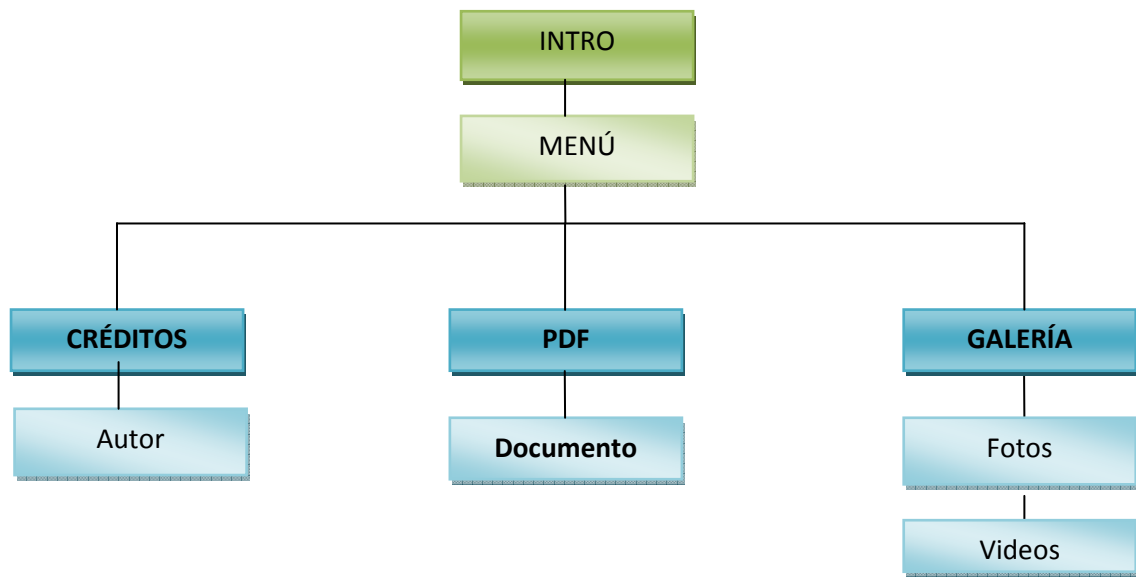 INTRO
MENÚ
CRÉDITOS
PDF
GALERÍA
Autor
Documento
Fotos
Videos